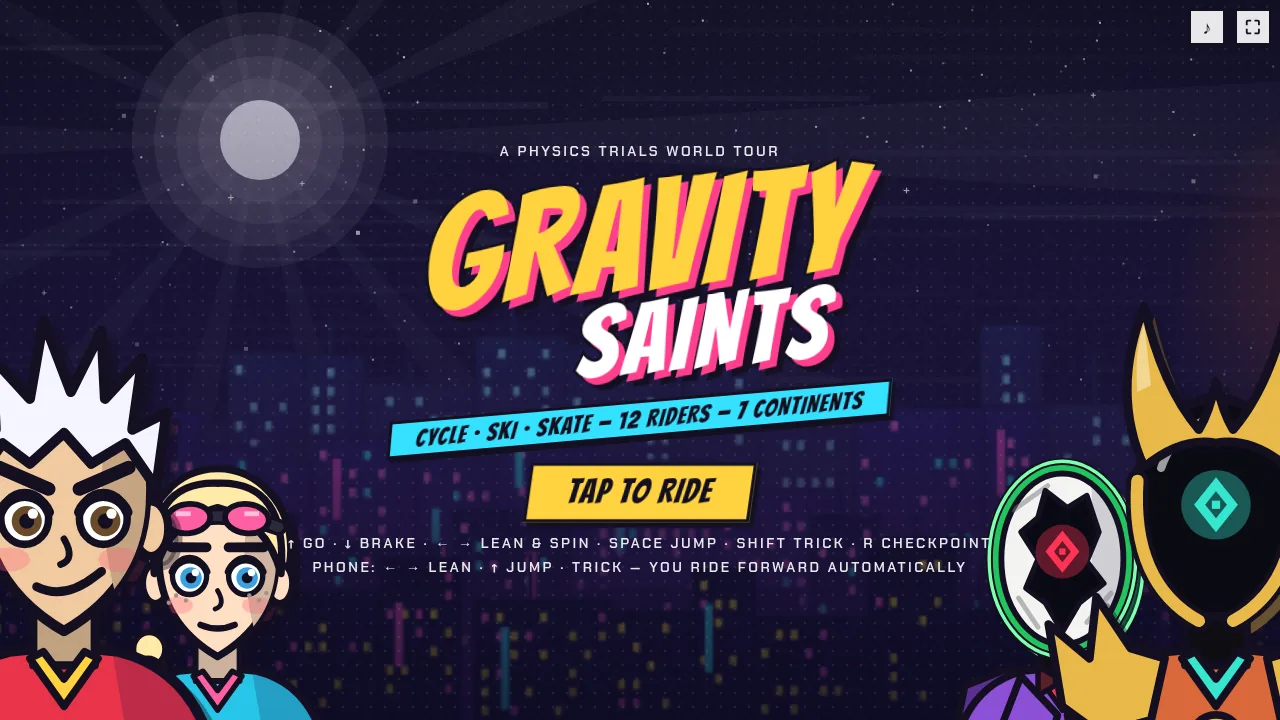 A PHYSICS TRIALS WORLD TOUR
GRAVITY
SAINTS
CYCLE · SKI · SKATE — 12 RIDERS — 7 CONTINENTS
TAP TO RIDE
↑ GO · ↓ BRAKE · ← → LEAN & SPIN · SPACE JUMP · SHIFT TRICK · R CHECKPOINT
PHONE: ← → LEAN · ↑ JUMP · TRICK — YOU RIDE FORWARD AUTOMATICALLY